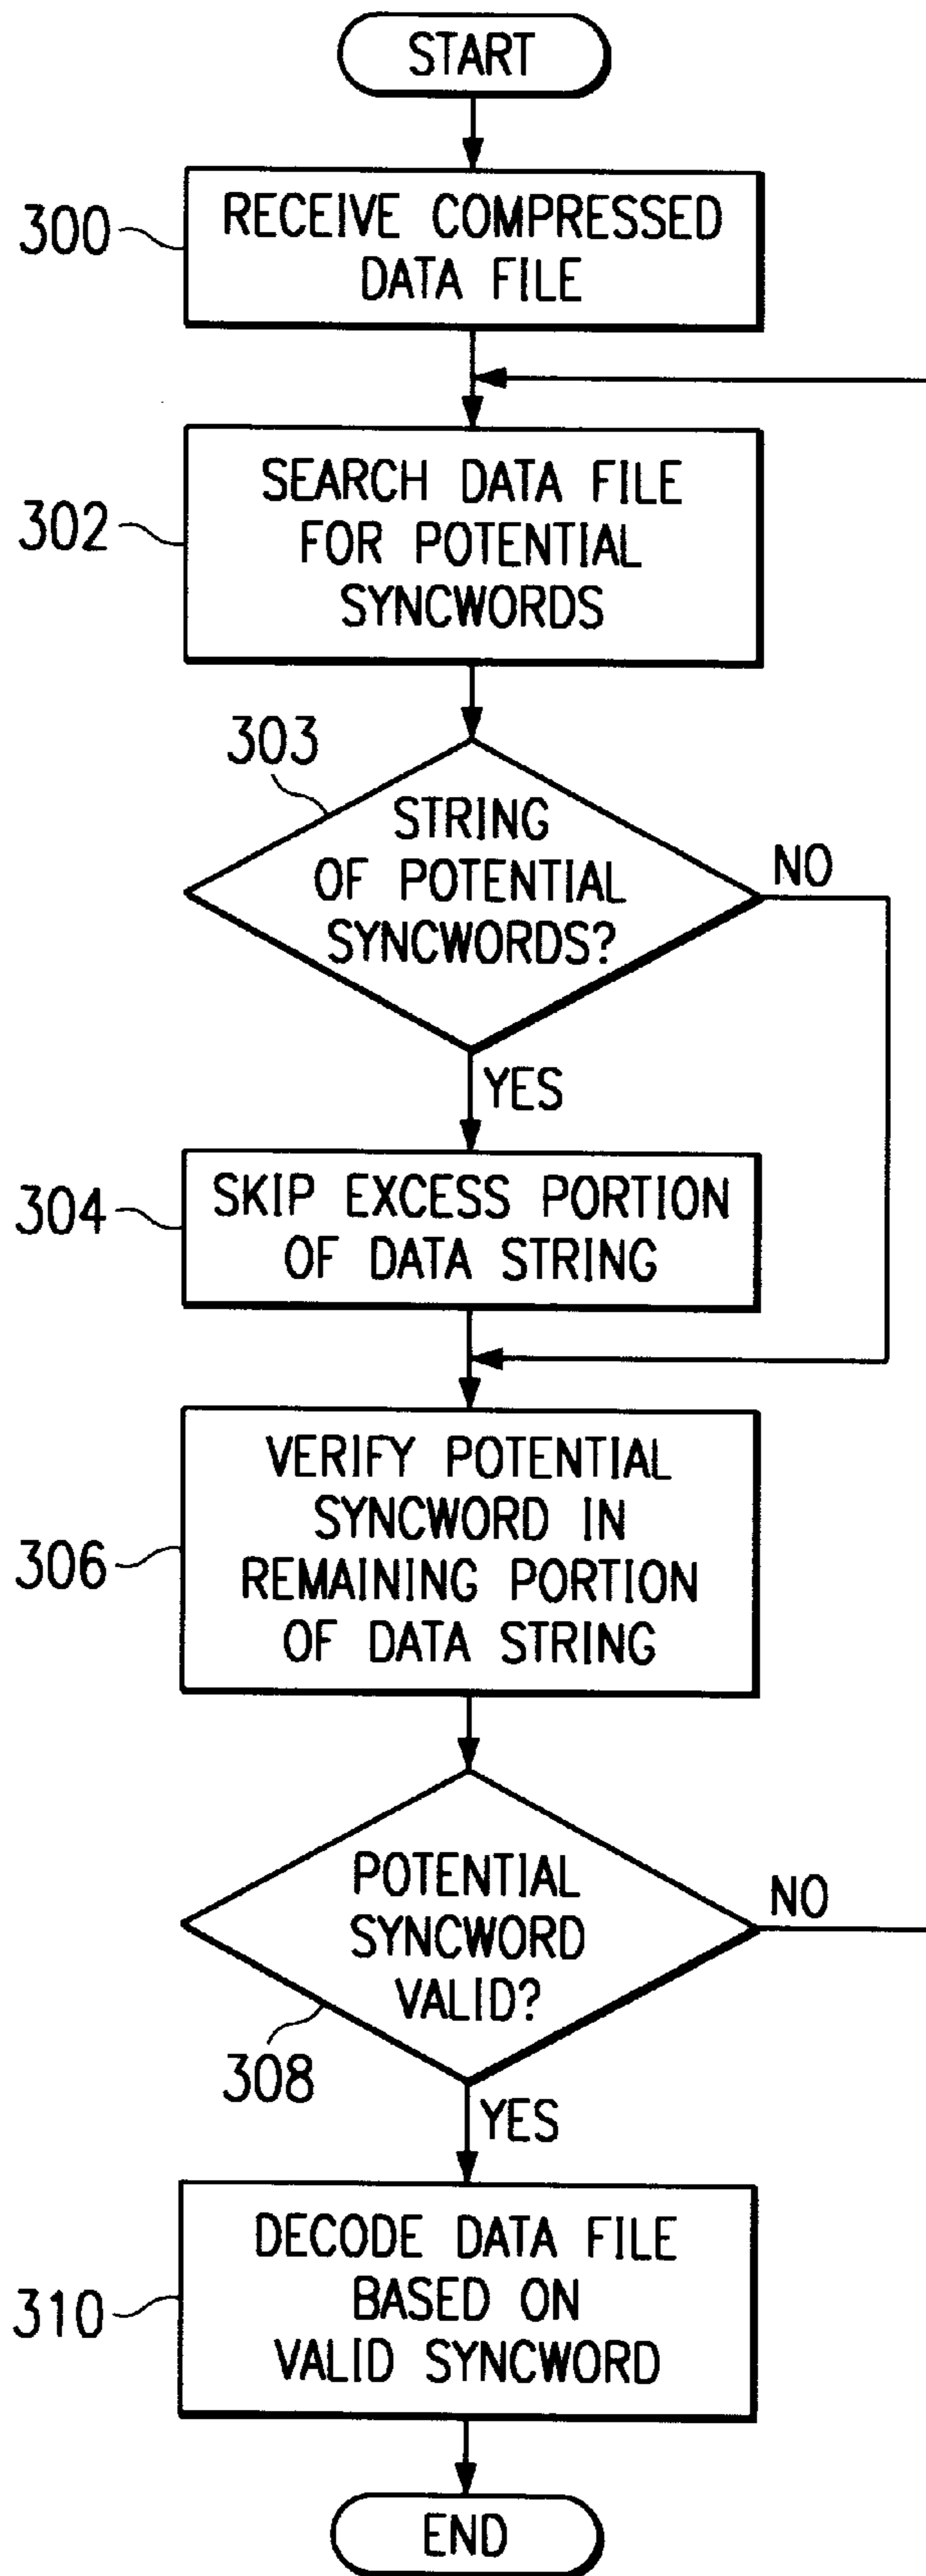 START
300
RECEIVE COMPRESSED
DATA FILE
302
SEARCH DATA FILE
FOR POTENTIAL
SYNCWORDS
303
STRING
OF POTENTIAL
SYNCWORDS?
NO
YES
304
SKIP EXCESS PORTION
OF DATA STRING
306
VERIFY POTENTIAL
SYNCWORD IN
REMAINING PORTION
OF DATA STRING
POTENTIAL
SYNCWORD
VALID?
NO
308
YES
310
DECODE DATA FILE
BASED ON
VALID SYNCWORD
END